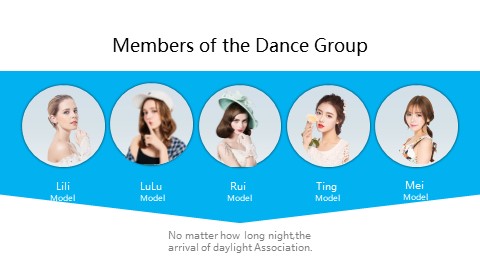 Members of the Dance Group
Lili
Model
LuLu
Model
Rui
Model
Ting
Model
Mei
Model
No matter how long night,the
arrival of daylight Association.